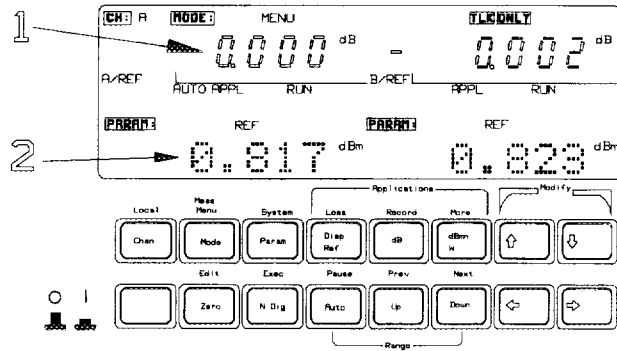 CH: A MODE: MENU TLKONLY
1 0.000 dB - 0.002 dB
A/REF B/REF
AUTO APPL RUN APPL RUN
PARAM: REF PARAM: REF
2 0.817 dBm 0.823 dBm
Applications Modify
Local Meas Menu System Loss Record More
Chan Mode Param Disp Ref dB dBm W
Edit Exec Pause Prev Next
Zero N Dig Auto Up Down
Range